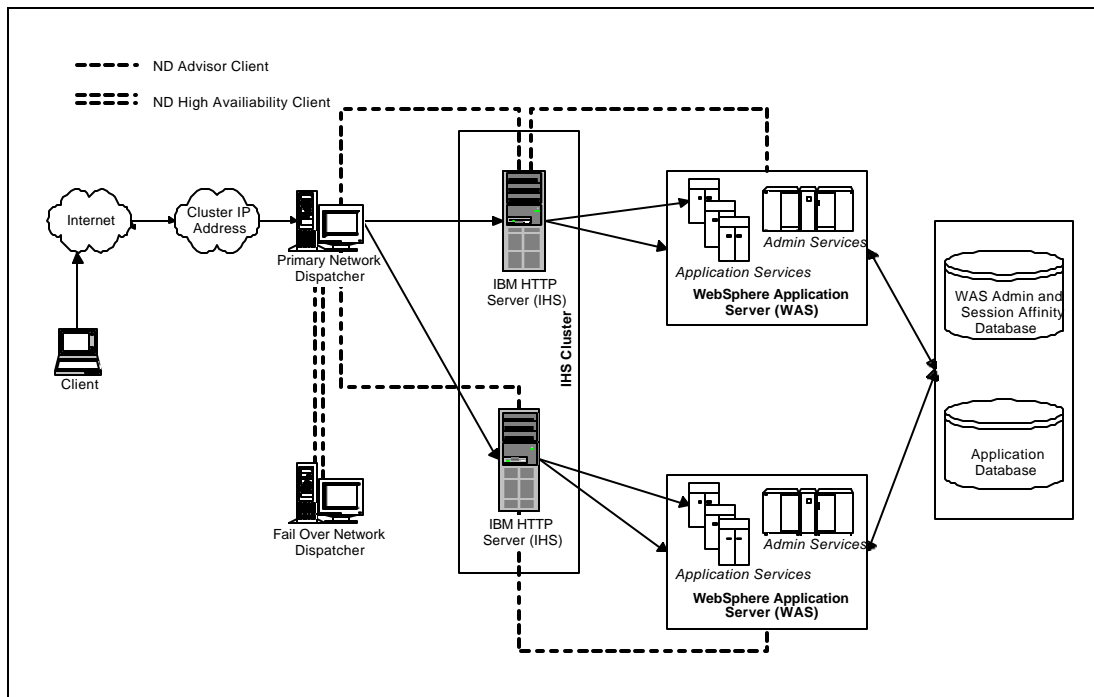 ND Advisor Client
ND High Availiability Client
Internet
Cluster IP
Address
Client
Primary Network
Dispatcher
Fail Over Network
Dispatcher
IBM HTTP
Server (IHS)
IHS Cluster
IBM HTTP
Server (IHS)
Admin Services
Application Services
WebSphere Application
Server (WAS)
Admin Services
Application Services
WebSphere Application
Server (WAS)
WAS Admin and
Session Affinity
Database
Application
Database